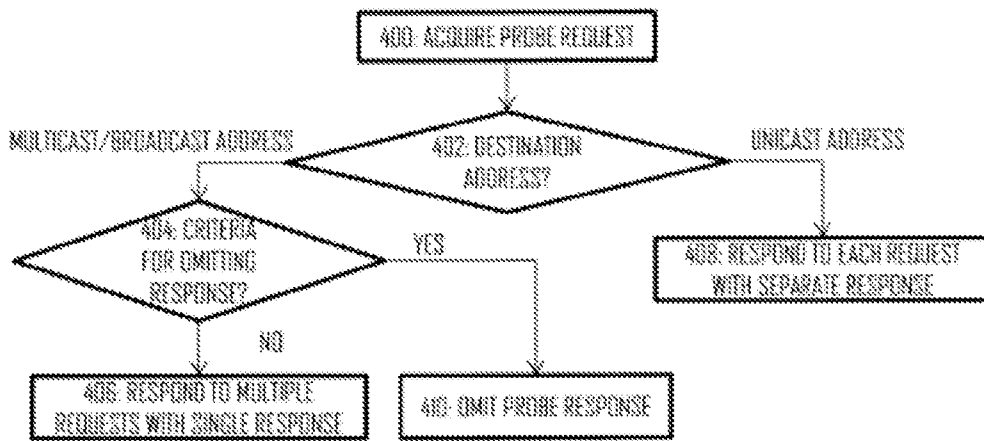 400: ACQUIRE PROBE REQUEST
MULTICAST/BROADCAST ADDRESS
402: DESTINATION
ADDRESS?
UNICAST ADDRESS
404: CRITERIA
FOR OMITTING
RESPONSE?
YES
408: RESPOND TO EACH REQUEST
WITH SEPARATE RESPONSE
NO
406: RESPOND TO MULTIPLE
REQUESTS WITH SINGLE RESPONSE
410: OMIT PROBE RESPONSE